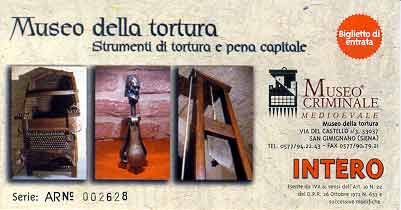 Museo della tortura
Strumenti di tortura e pena capitale
Biglietto di
entrata
MUSEO
CRIMINALE
MEDIOEVALE
Museo della tortura
VIA DEL CASTELLO n/3, 53037
SAN GIMIGNANO (SIENA)
TEL. 0577/94.22.43 - FAX 0577/90.79.21
INTERO
Esente da IVA ai sensi dell'Art. 10 N. 22
del D.P.R. 26 Ottobre 1972 N. 633 e
successive modifiche
Serie: ARNº 002628